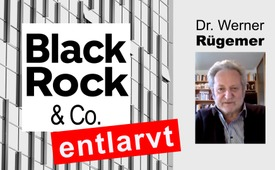 Black
Rock
& Co.
entlarvt
Dr. Werner
Rügemer